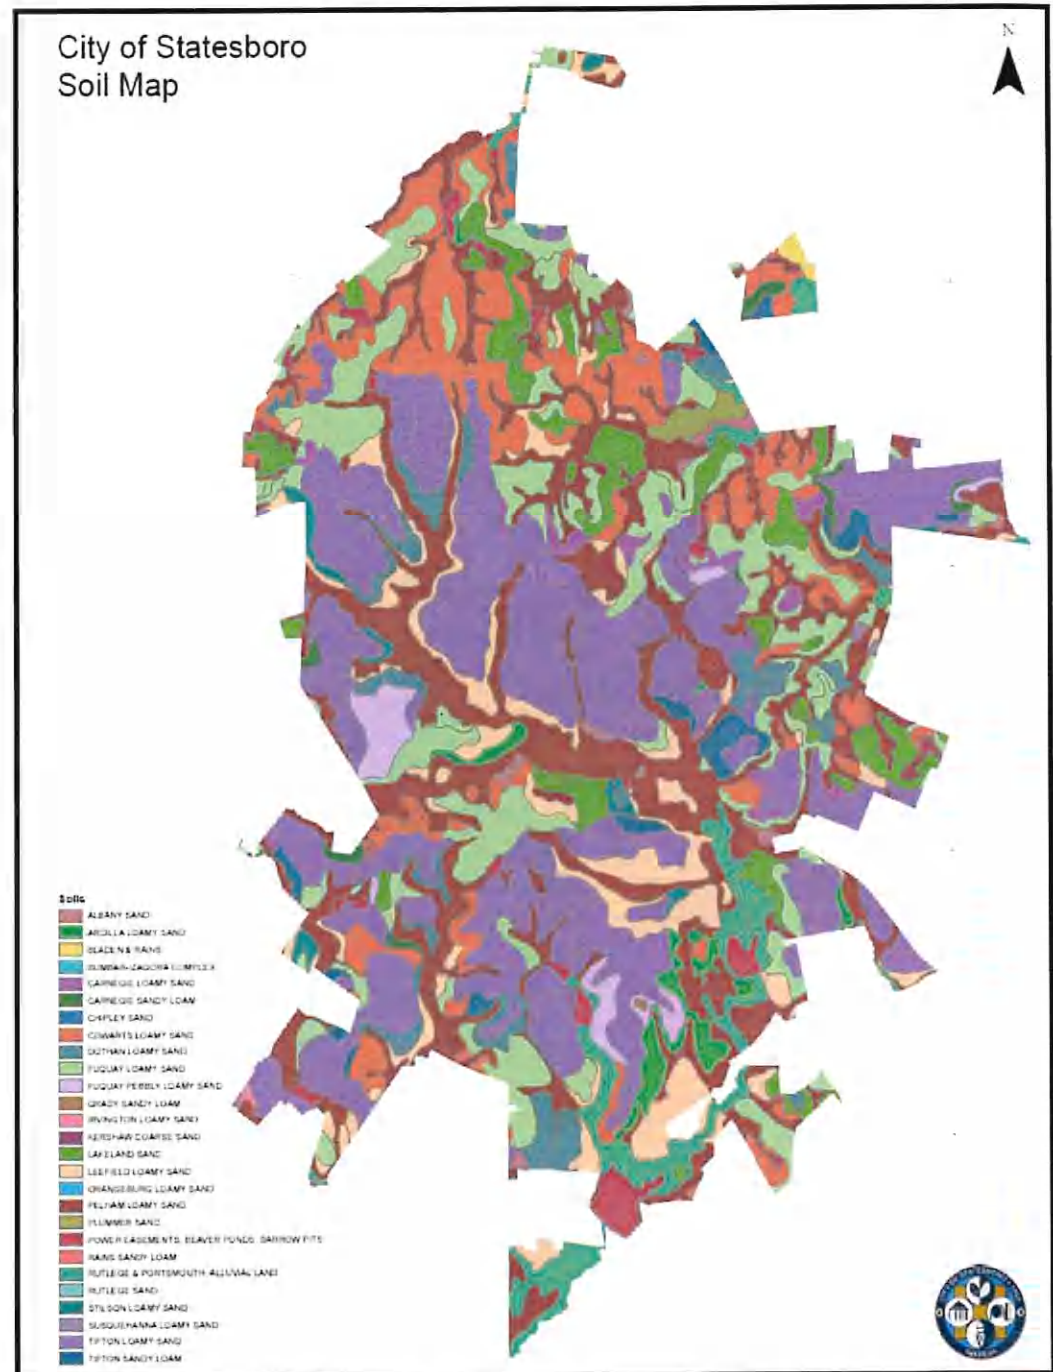 City of Statesboro
Soil Map
N
Soils
ALBANY SAND
ARDILLA LOAMY SAND
BLADEN & RAINS
CARNEGIE LOAMY SAND
CARNEGIE SANDY LOAM
CHIPLEY SAND
COWARTS LOAMY SAND
DOTHAN LOAMY SAND
FUQUAY LOAMY SAND
FUQUAY PEBBLY LOAMY SAND
GRADY SANDY LOAM
IRVINGTON LOAMY SAND
KERSHAW COARSE SAND
LAKELAND SAND
LEEFIELD LOAMY SAND
ORANGEBURG LOAMY SAND
PELHAM LOAMY SAND
PLUMMER SAND
POWER EASEMENTS, BEAVER PONDS, BARROW PITS
RAINS SANDY LOAM
RUTLEGE & PORTSMOUTH, ALLUVIAL LAND
RUTLEGE SAND
STILSON LOAMY SAND
SUSQUEHANNA LOAMY SAND
TIFTON LOAMY SAND
TIFTON SANDY LOAM